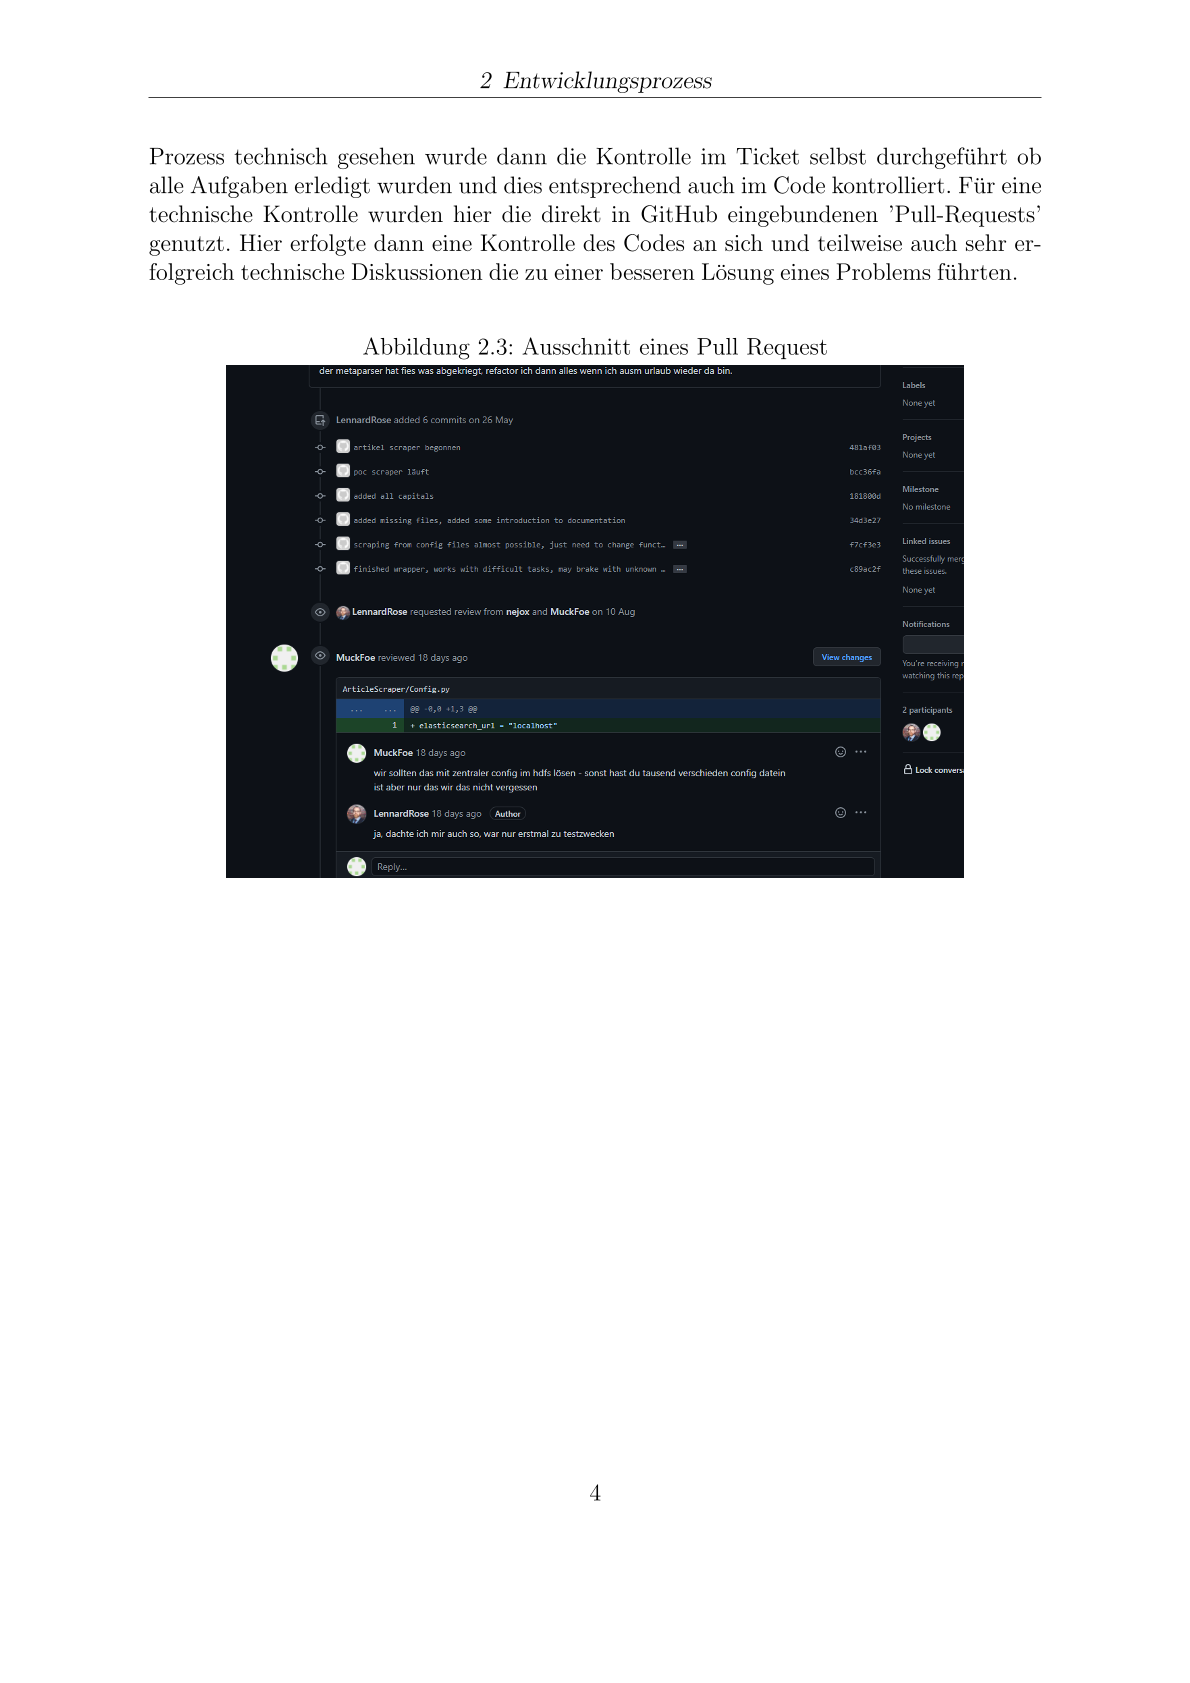 2 Entwicklungsprozess
Prozess technisch gesehen wurde dann die Kontrolle im Ticket selbst durchgeführt ob
alle Aufgaben erledigt wurden und dies entsprechend auch im Code kontrolliert. Für eine
technische Kontrolle wurden hier die direkt in GitHub eingebundenen 'Pull-Requests'
genutzt. Hier erfolgte dann eine Kontrolle des Codes an sich und teilweise auch sehr er-
folgreich technische Diskussionen die zu einer besseren Lösung eines Problems führten.
Abbildung 2.3: Ausschnitt eines Pull Request
der metaparser hat fies was abgekriegt, refactor ich dann alles wenn ich ausm urlaub wieder da bin.
LennardRose added 6 commits on 26 May
artikel scraper begonnen 481af03
poc scraper läuft bcc36fa
added all capitals 181800d
added missing files, added some introduction to documentation 34d3e27
scraping from config files almost possible, just need to change funct… … f7cf3e3
finished wrapper, works with difficult tasks, may brake with unknown … … c89ac2f
LennardRose requested review from nejox and MuckFoe on 10 Aug
MuckFoe reviewed 18 days ago View changes
ArticleScraper/Config.py
... ... @@ -0,0 +1,3 @@
1 + elasticsearch_url = "localhost"
MuckFoe 18 days ago
wir sollten das mit zentraler config im hdfs lösen - sonst hast du tausend verschieden config datein
ist aber nur das wir das nicht vergessen
LennardRose 18 days ago Author
ja, dachte ich mir auch so, war nur erstmal zu testzwecken
Reply...
Labels
None yet
Projects
None yet
Milestone
No milestone
Linked issues
Successfully merg
these issues.
None yet
Notifications
You're receiving n
watching this rep
2 participants
Lock conversa
4